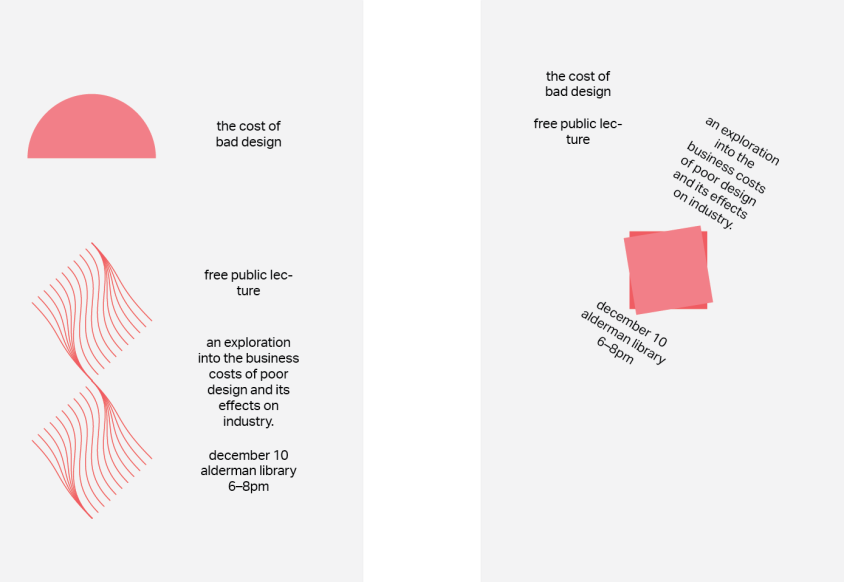 the cost of
bad design
free public lec-
ture
an exploration
into the business
costs of poor
design and its
effects on
industry.
december 10
alderman library
6–8pm
the cost of
bad design
free public lec-
ture
an exploration
into the
business costs
of poor design
and its effects
on industry.
december 10
alderman library
6–8pm